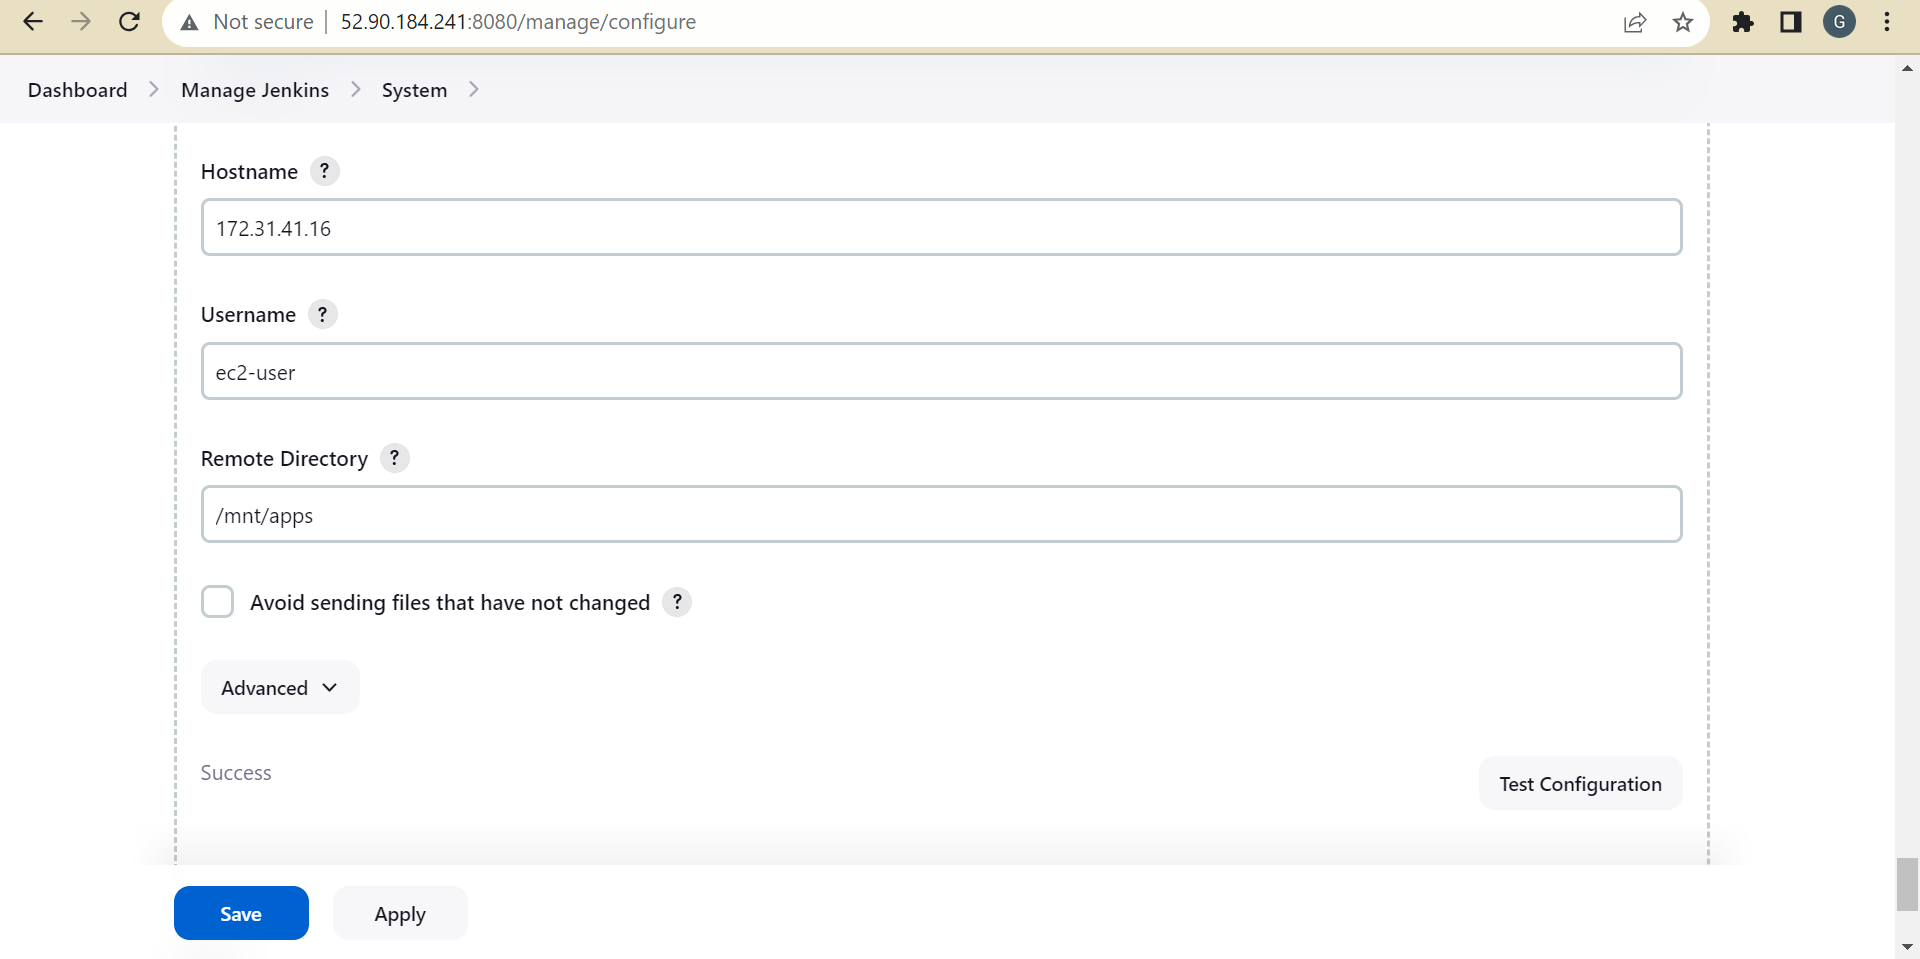 Not secure | 52.90.184.241:8080/manage/configure G
Dashboard > Manage Jenkins > System >
Hostname ?
172.31.41.16
Username ?
ec2-user
Remote Directory ?
/mnt/apps
Avoid sending files that have not changed ?
Advanced
Success
Test Configuration
Save Apply